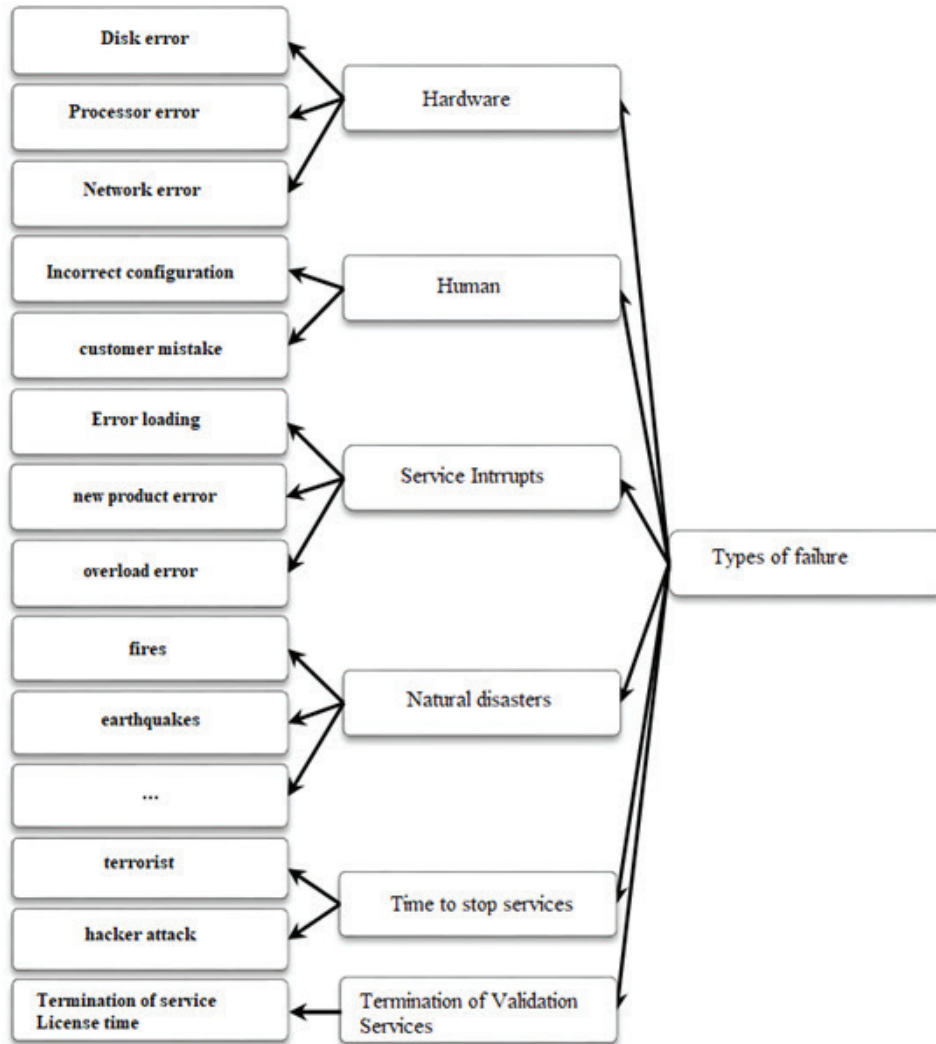 Disk error
Processor error
Network error
Incorrect configuration
customer mistake
Error loading
new product error
overload error
fires
earthquakes
...
terrorist
hacker attack
Termination of service
License time
Hardware
Human
Service Intrrupts
Natural disasters
Time to stop services
Termination of Validation
Services
Types of failure